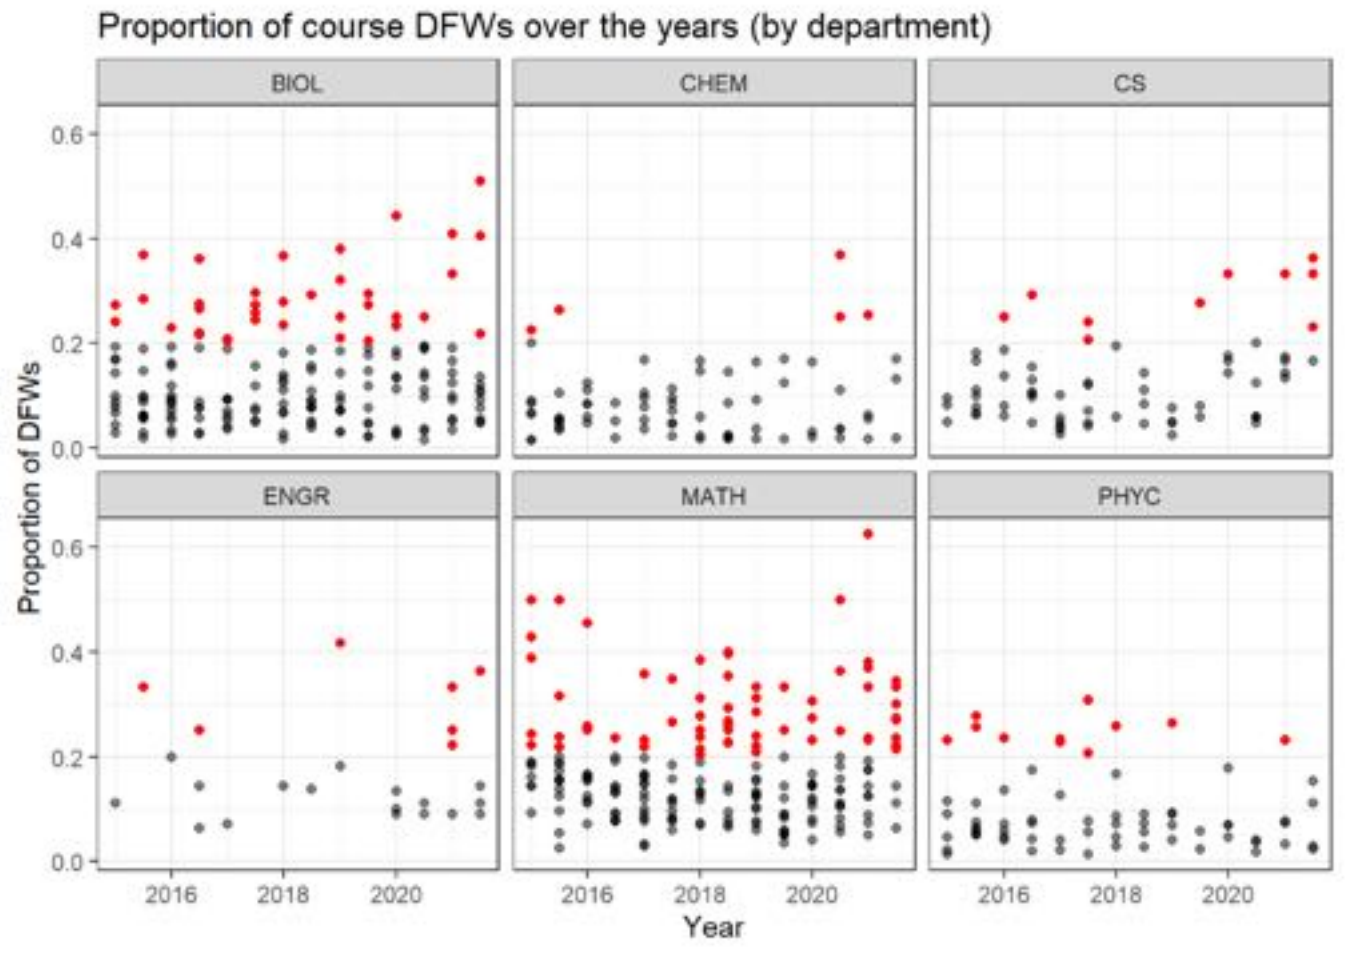 Proportion of course DFWs over the years (by department)
BIOL
CHEM
CS
0.6
0.4
0.2
0.0
ENGR
MATH
PHYC
0.6
0.4
0.2
0.0
Proportion of DFWs
2016 2018 2020
2016 2018 2020
2016 2018 2020
Year